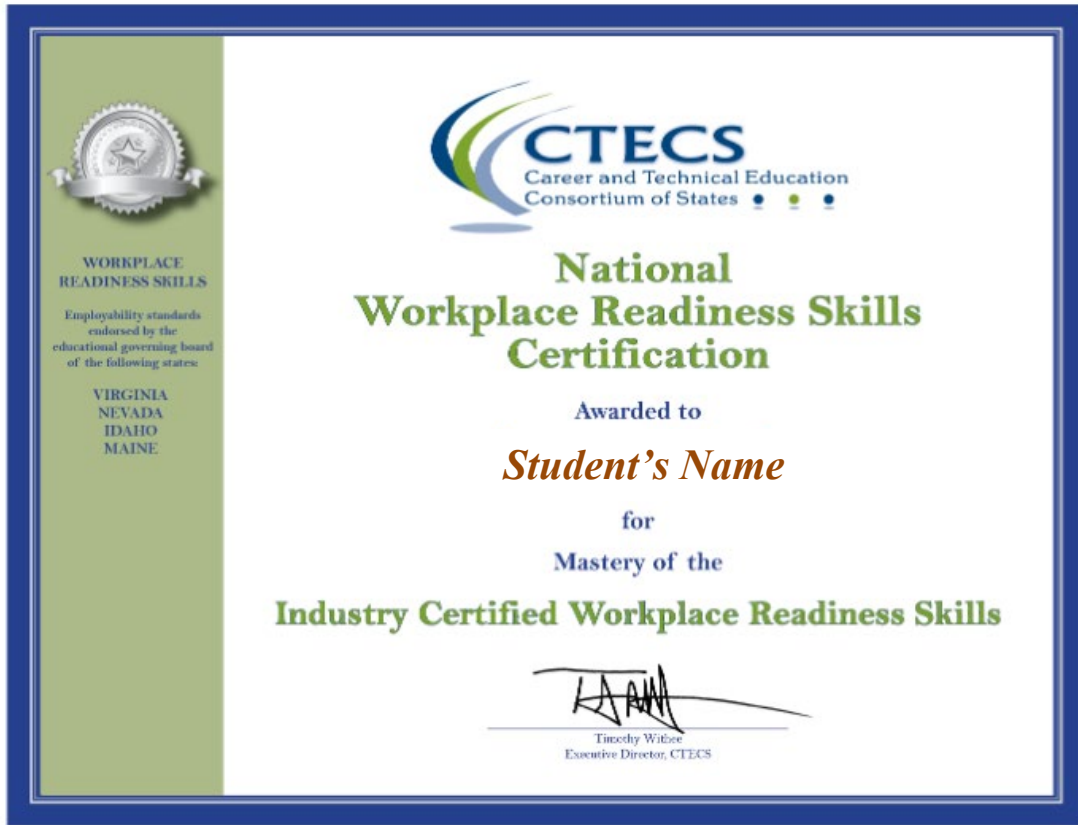 WORKPLACE
READINESS SKILLS
Employability standards
endorsed by the
educational governing board
of the following states:
VIRGINIA
NEVADA
IDAHO
MAINE
CTECS
Career and Technical Education
Consortium of States
National
Workplace Readiness Skills
Certification
Awarded to
Student’s Name
for
Mastery of the
Industry Certified Workplace Readiness Skills
Timothy Withee
Executive Director, CTECS